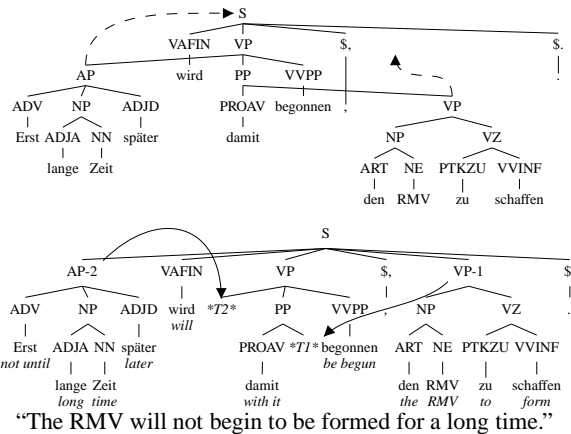 S
VAFIN VP $, $.
AP wird PP VVPP
ADV NP ADJD PROAV begonnen , VP .
Erst ADJA NN später damit NP VZ
lange Zeit ART NE PTKZU VVINF
den RMV zu schaffen
S
AP-2 VAFIN VP $, VP-1 $
ADV NP ADJD wird *T2* PP VVPP , NP VZ .
will
Erst ADJA NN später PROAV *T1* begonnen ART NE PTKZU VVINF
not until later be begun
lange Zeit damit den RMV zu schaffen
long time with it the RMV to form
“The RMV will not begin to be formed for a long time.”